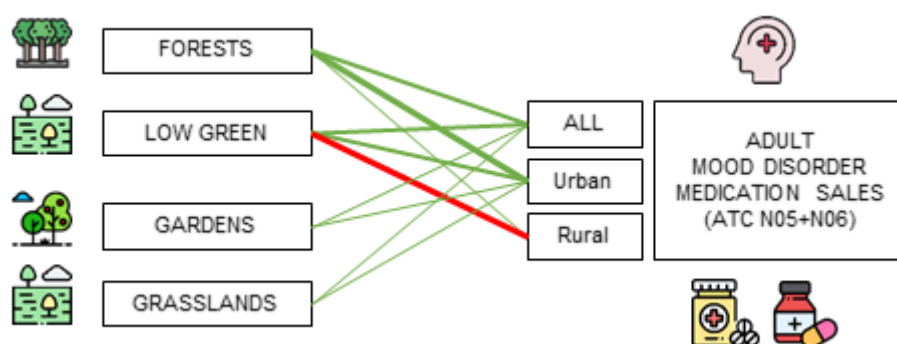 FORESTS
LOW GREEN
GARDENS
GRASSLANDS
ALL
Urban
Rural
ADULT
MOOD DISORDER
MEDICATION SALES
(ATC N05+N06)